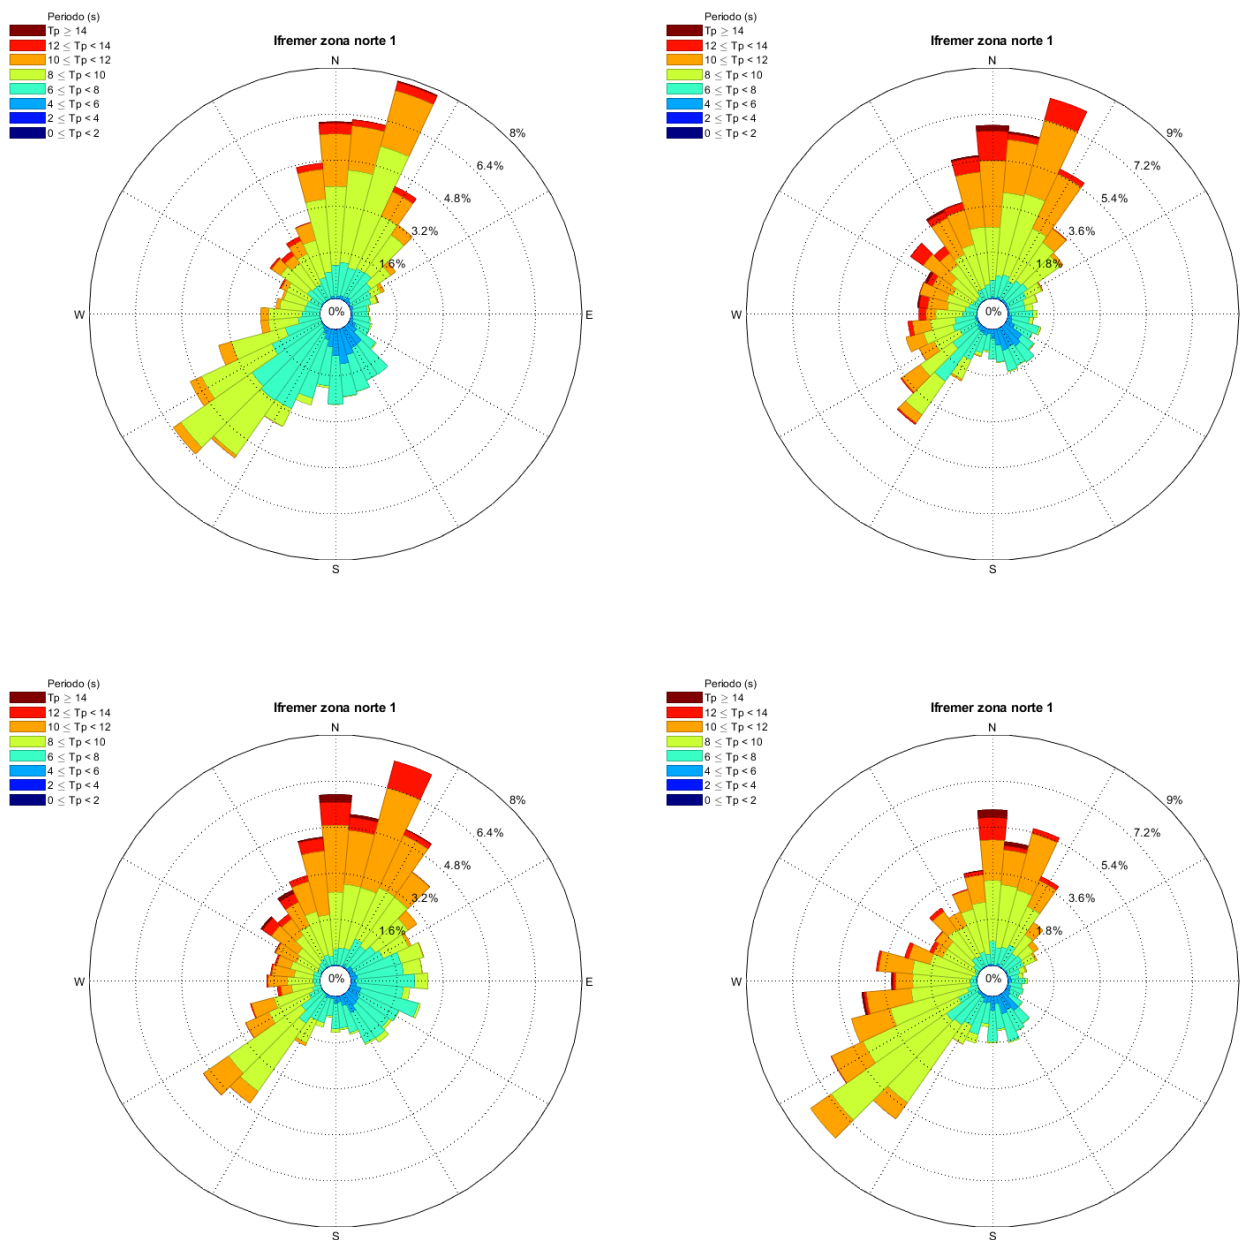 Periodo (s)
Tp ≥ 14
12 ≤ Tp < 14
10 ≤ Tp < 12
8 ≤ Tp < 10
6 ≤ Tp < 8
4 ≤ Tp < 6
2 ≤ Tp < 4
0 ≤ Tp < 2
Ifremer zona norte 1
N
8%
6.4%
4.8%
3.2%
1.6%
0%
W
E
S
Periodo (s)
Tp ≥ 14
12 ≤ Tp < 14
10 ≤ Tp < 12
8 ≤ Tp < 10
6 ≤ Tp < 8
4 ≤ Tp < 6
2 ≤ Tp < 4
0 ≤ Tp < 2
Ifremer zona norte 1
N
9%
7.2%
5.4%
3.6%
1.8%
0%
W
E
S
Periodo (s)
Tp ≥ 14
12 ≤ Tp < 14
10 ≤ Tp < 12
8 ≤ Tp < 10
6 ≤ Tp < 8
4 ≤ Tp < 6
2 ≤ Tp < 4
0 ≤ Tp < 2
Ifremer zona norte 1
N
8%
6.4%
4.8%
3.2%
1.6%
0%
W
E
S
Periodo (s)
Tp ≥ 14
12 ≤ Tp < 14
10 ≤ Tp < 12
8 ≤ Tp < 10
6 ≤ Tp < 8
4 ≤ Tp < 6
2 ≤ Tp < 4
0 ≤ Tp < 2
Ifremer zona norte 1
N
9%
7.2%
5.4%
3.6%
1.8%
0%
W
E
S